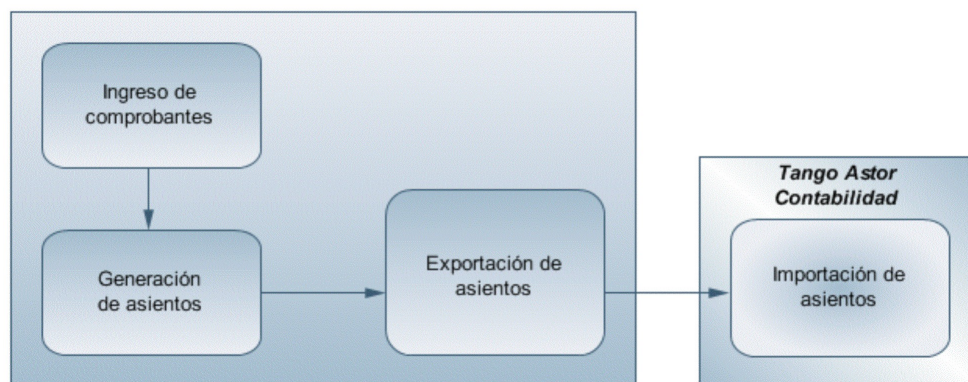 Ingreso de
comprobantes
Generación
de asientos
Exportación de
asientos
Tango Astor
Contabilidad
Importación de
asientos